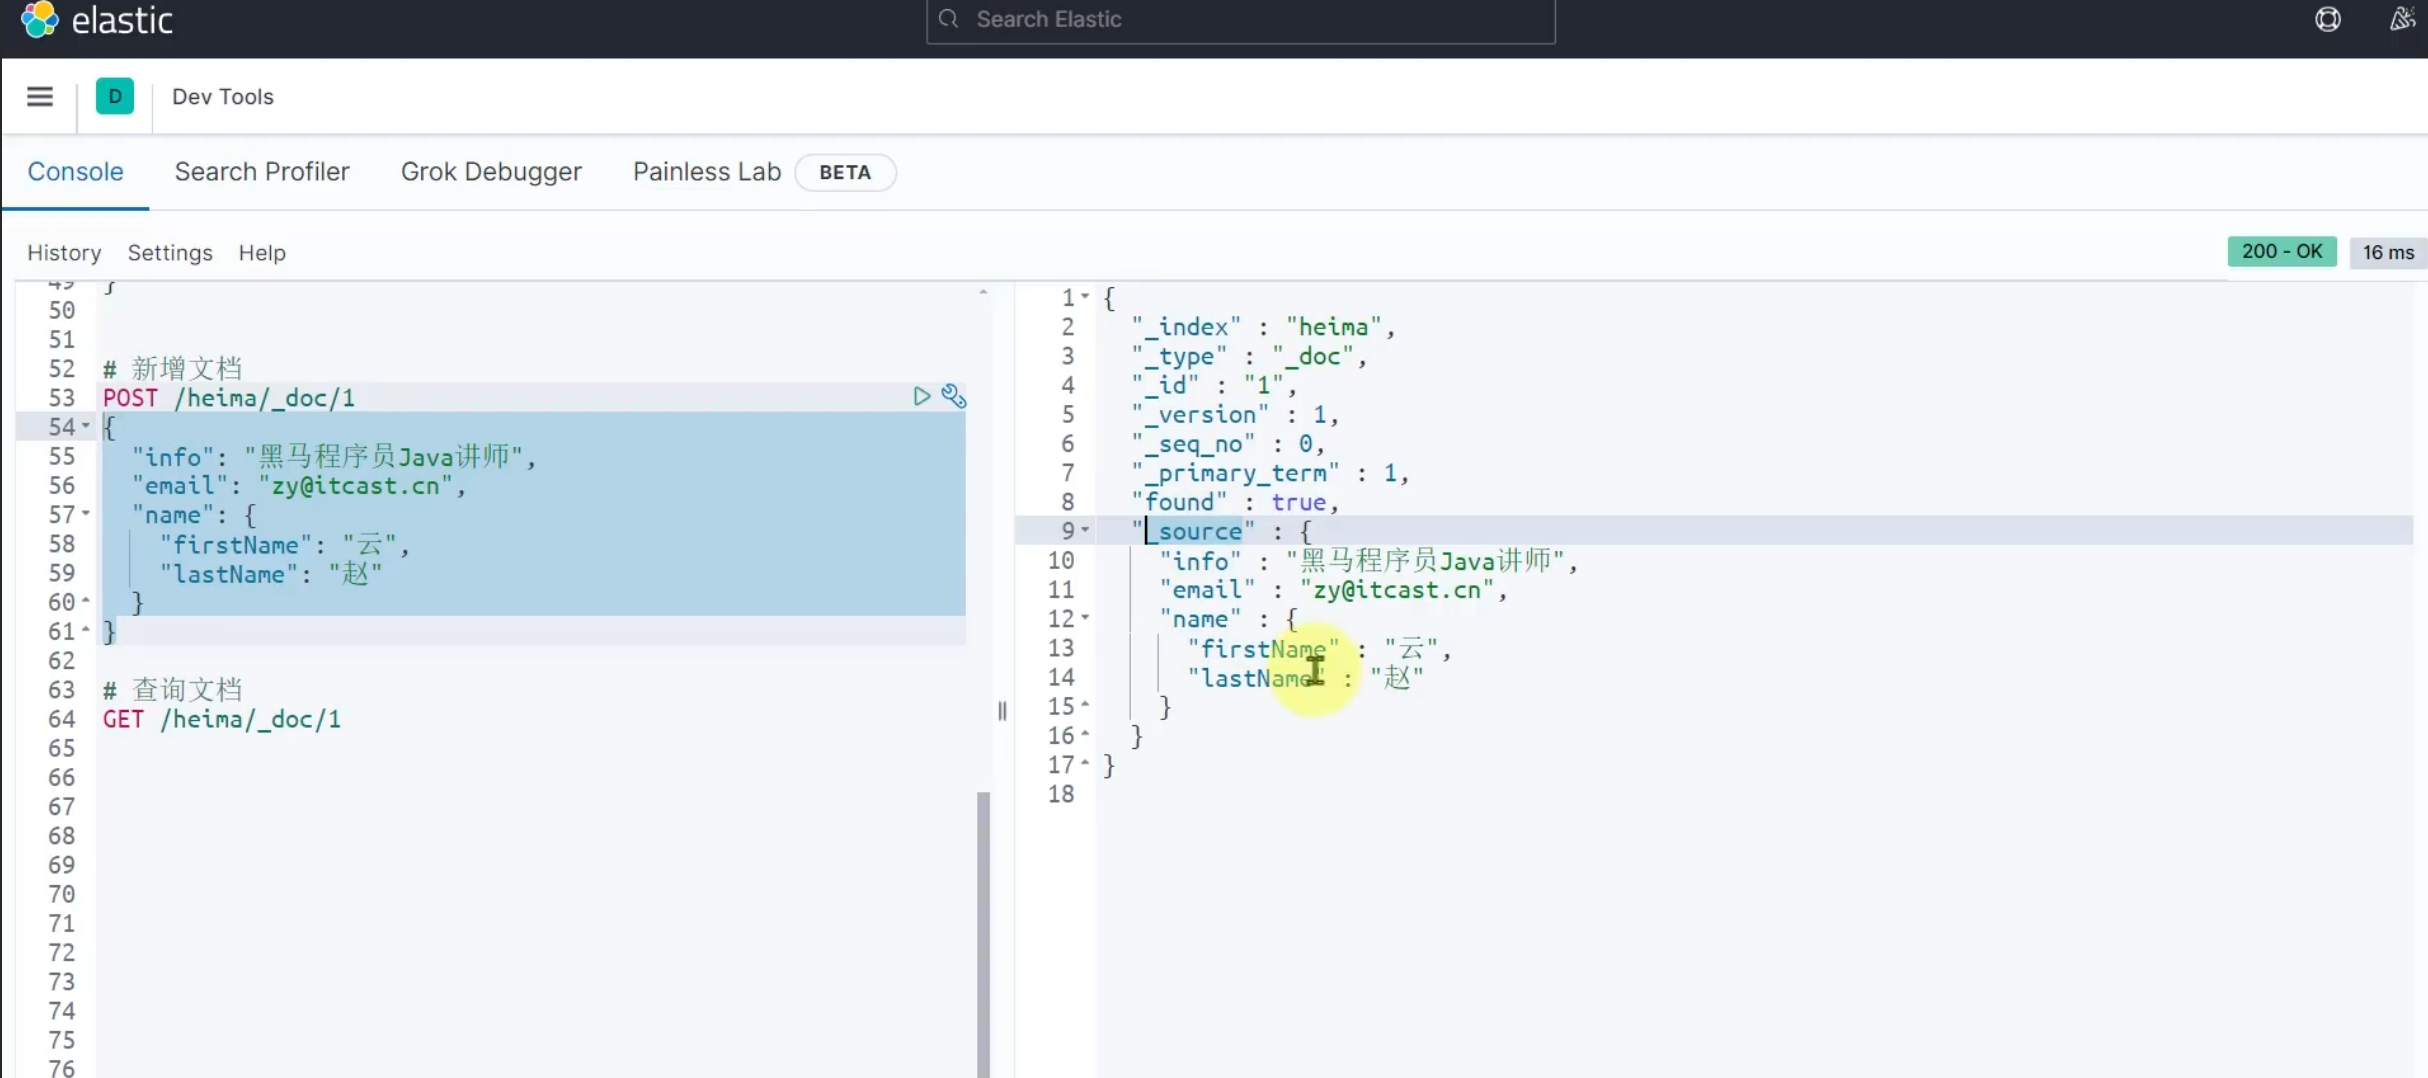 elastic
Search Elastic
D
Dev Tools
Console
Search Profiler
Grok Debugger
Painless Lab
BETA
History
Settings
Help
200 - OK
16 ms
49 }
50
51
52 # 新增文档
53 POST /heima/_doc/1
54 {
55 "info": "黑马程序员Java讲师",
56 "email": "zy@itcast.cn",
57 "name": {
58 "firstName": "云",
59 "lastName": "赵"
60 }
61 }
62
63 # 查询文档
64 GET /heima/_doc/1
65
66
67
68
69
70
71
72
73
74
75
76
1 {
2 "_index" : "heima",
3 "_type" : "_doc",
4 "_id" : "1",
5 "_version" : 1,
6 "_seq_no" : 0,
7 "_primary_term" : 1,
8 "found" : true,
9 "_source" : {
10 "info" : "黑马程序员Java讲师",
11 "email" : "zy@itcast.cn",
12 "name" : {
13 "firstName" : "云",
14 "lastName" : "赵"
15 }
16 }
17 }
18